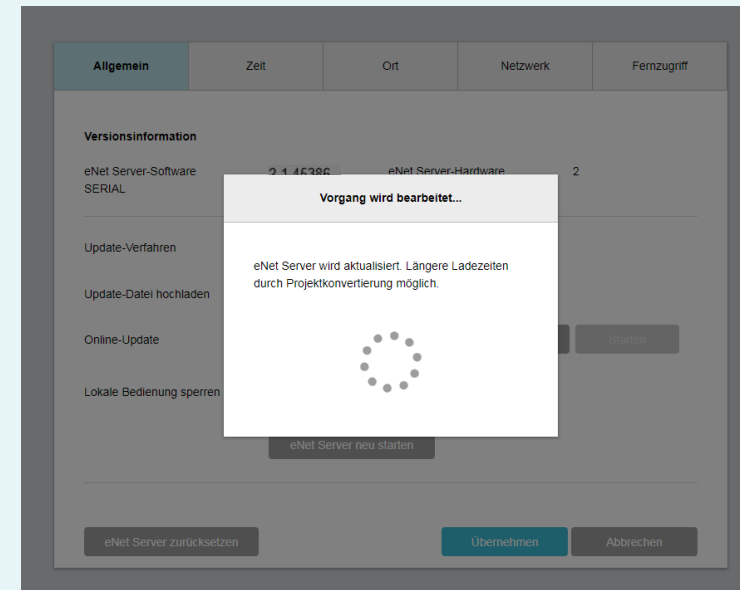 Allgemein Zeit Ort Netzwerk Fernzugriff
Versionsinformation
eNet Server-Software 2.1.45386 eNet Server-Hardware 2
SERIAL
Vorgang wird bearbeitet...
Update-Verfahren
eNet Server wird aktualisiert. Längere Ladezeiten
durch Projektkonvertierung möglich.
Update-Datei hochladen
Online-Update Starten
Lokale Bedienung sperren
eNet Server neu starten
eNet Server zurücksetzen Übernehmen Abbrechen